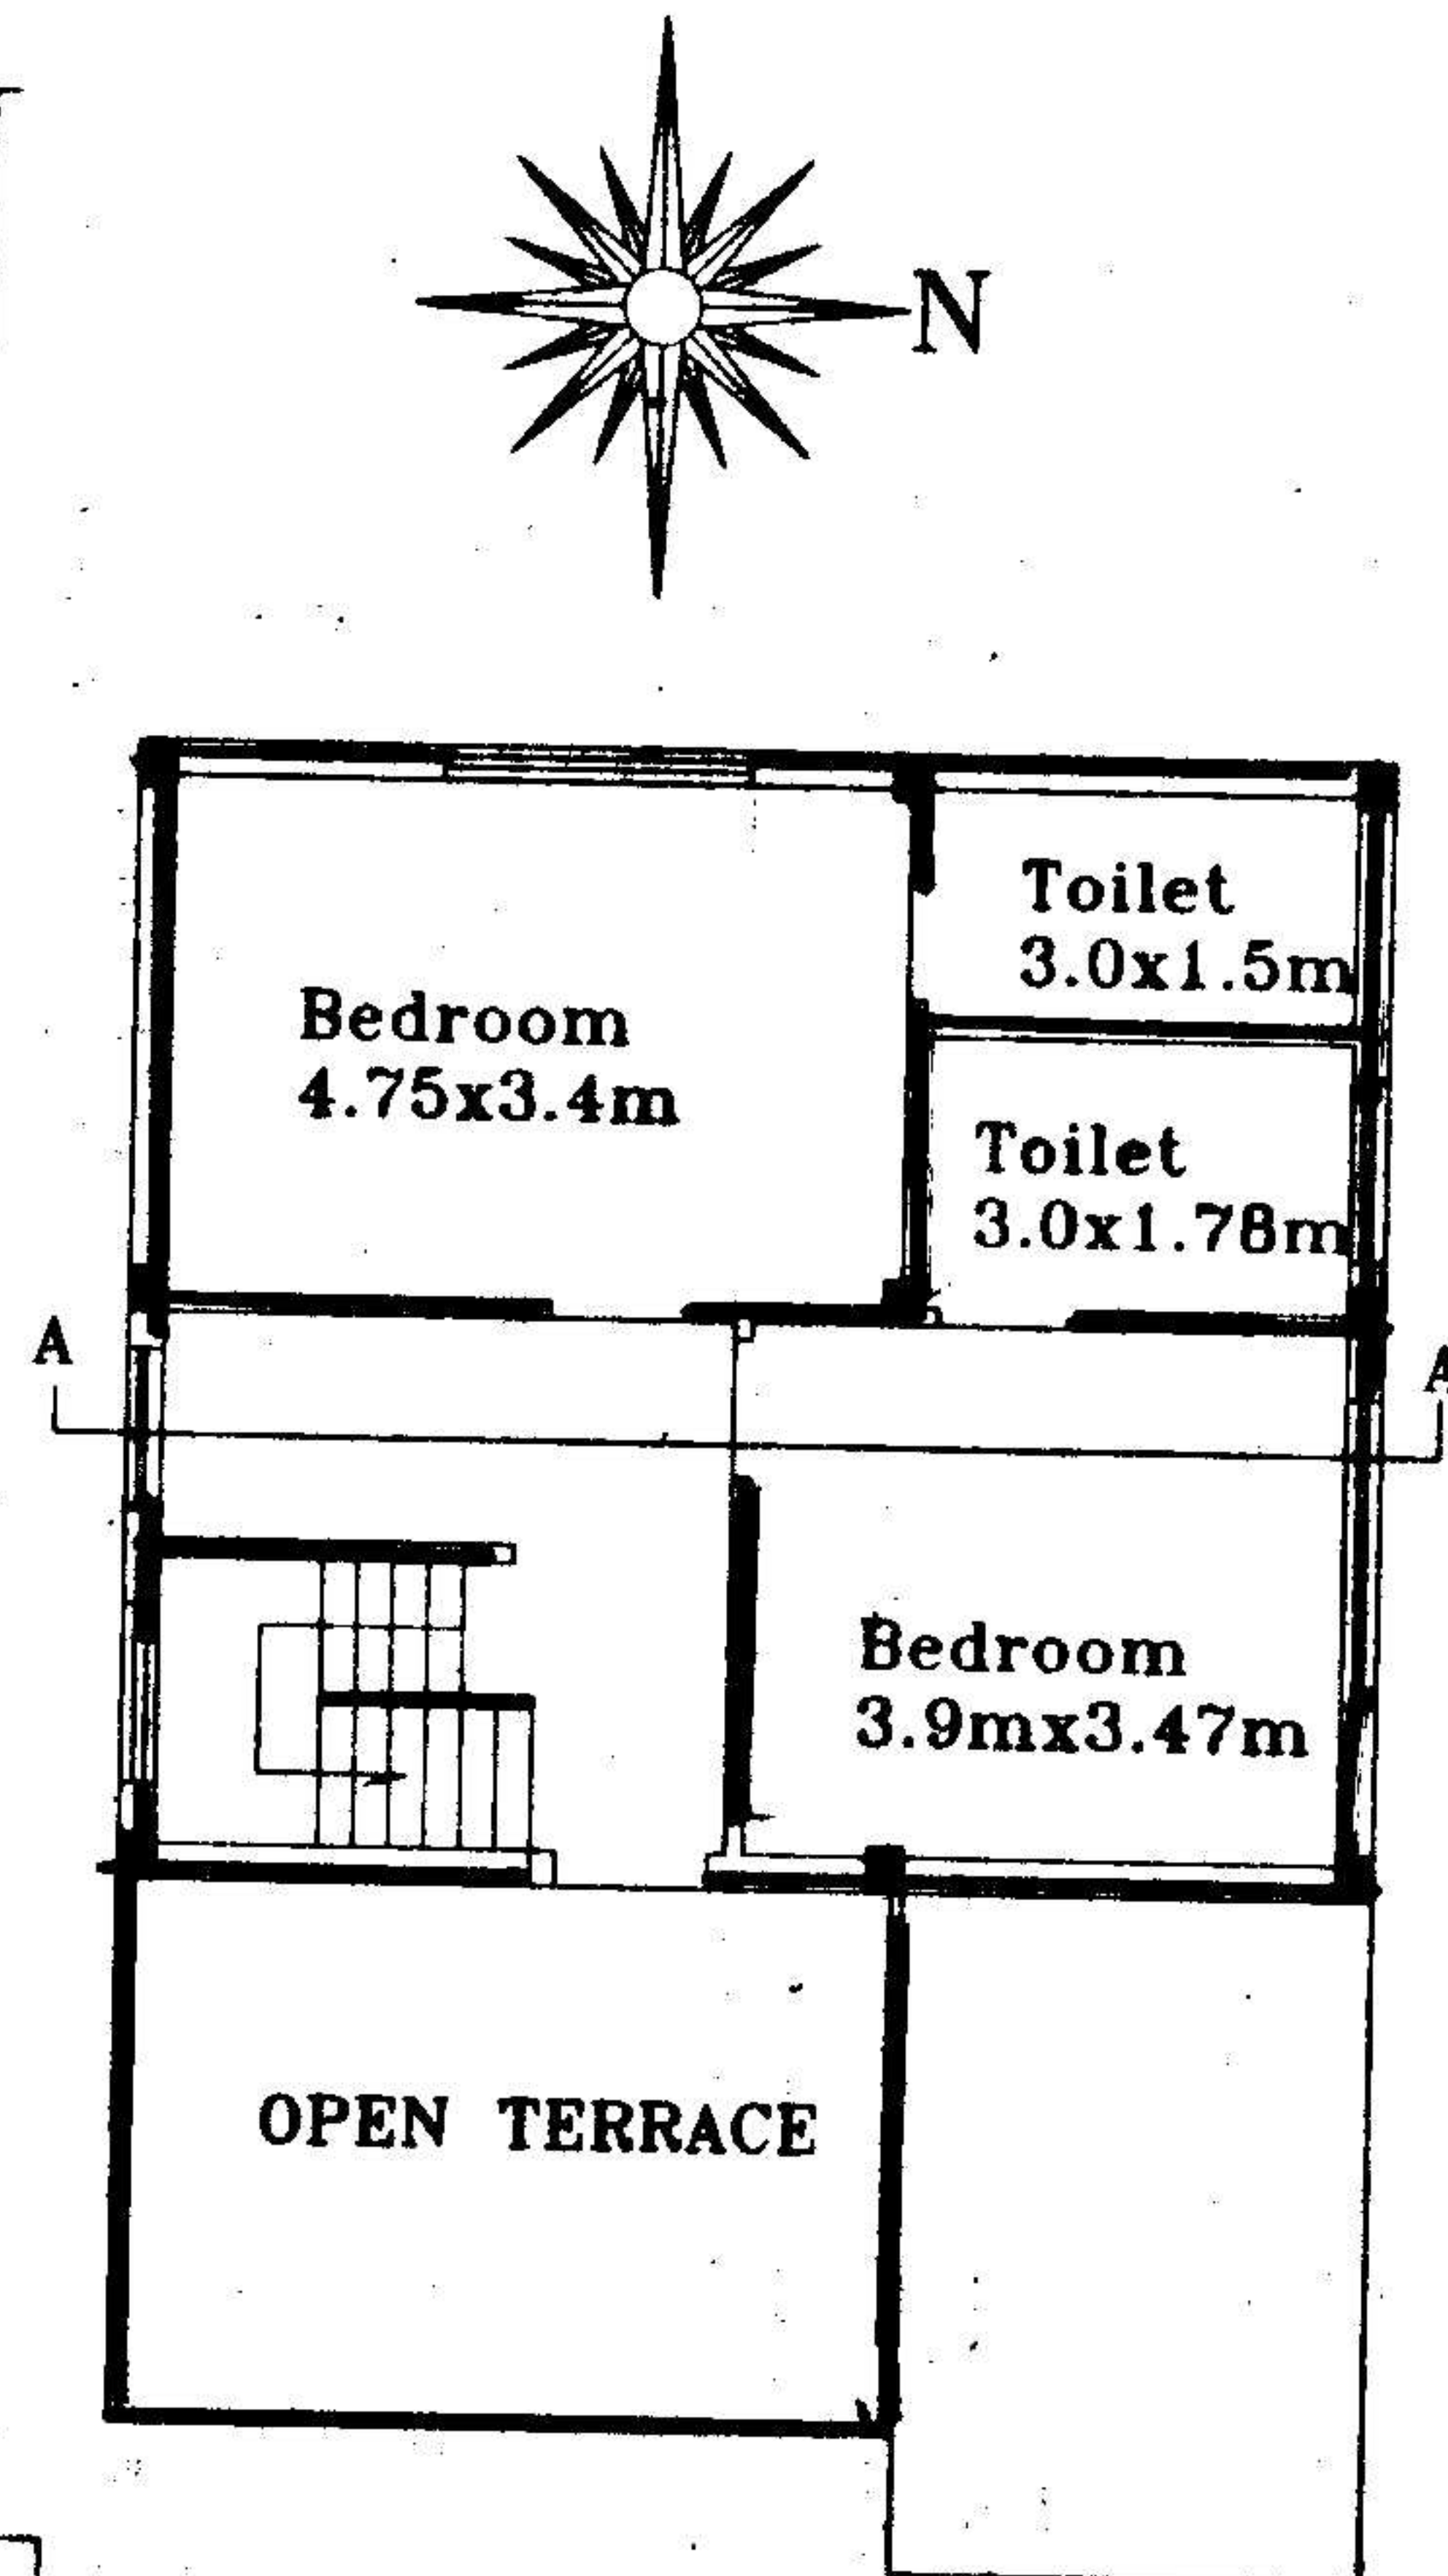 N
Toilet
3.0x1.5m
Bedroom
4.75x3.4m
Toilet
3.0x1.78m
A
A
Bedroom
3.9mx3.47m
OPEN TERRACE